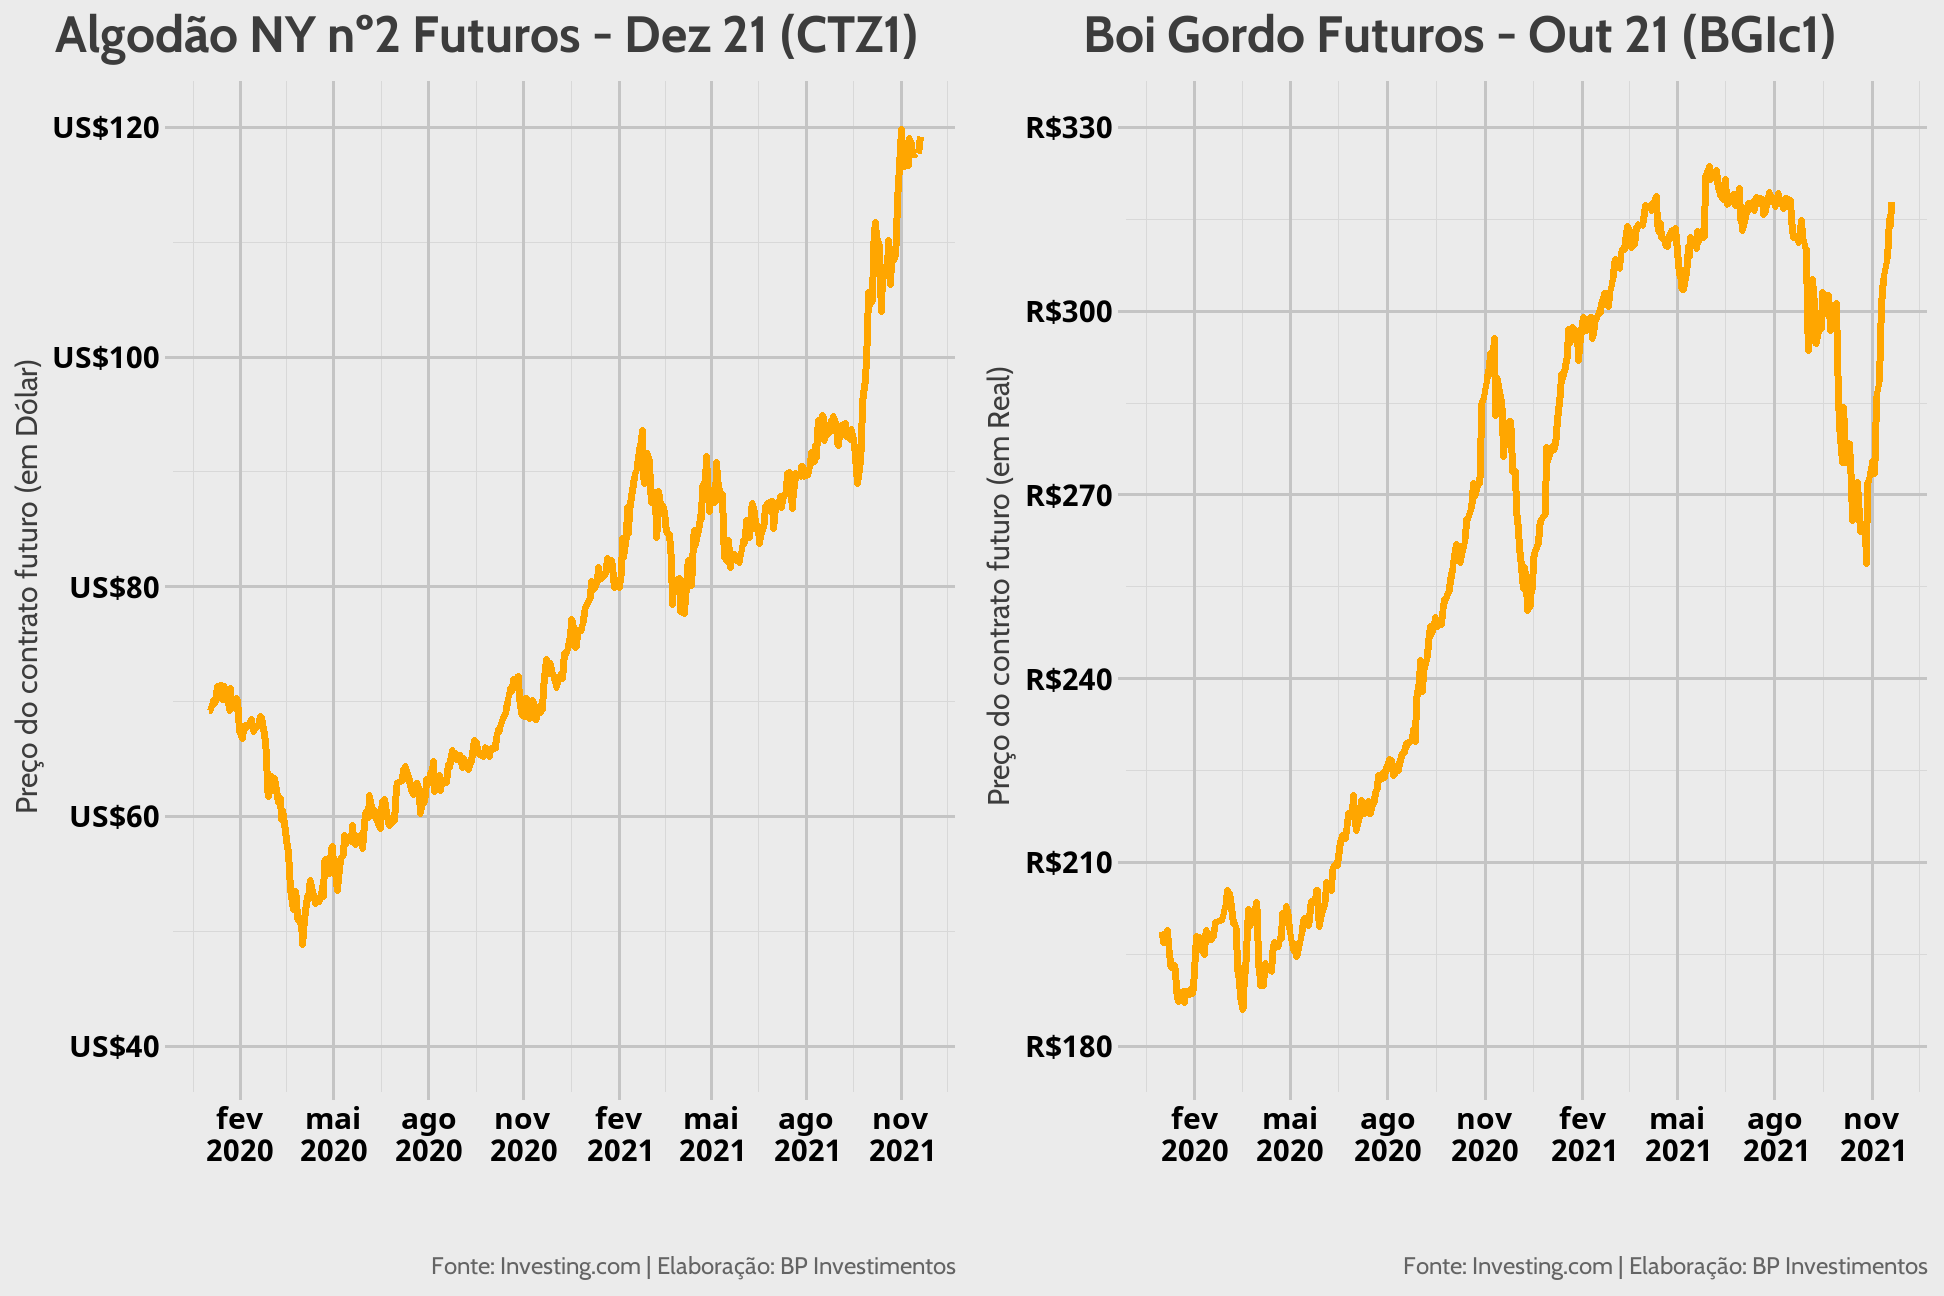 Algodão NY nº2 Futuros - Dez 21 (CTZ1)
Preço do contrato futuro (em Dólar)
US$120
US$100
US$80
US$60
US$40
fev 2020
mai 2020
ago 2020
nov 2020
fev 2021
mai 2021
ago 2021
nov 2021
Fonte: Investing.com | Elaboração: BP Investimentos
Boi Gordo Futuros - Out 21 (BGIc1)
Preço do contrato futuro (em Real)
R$330
R$300
R$270
R$240
R$210
R$180
fev 2020
mai 2020
ago 2020
nov 2020
fev 2021
mai 2021
ago 2021
nov 2021
Fonte: Investing.com | Elaboração: BP Investimentos